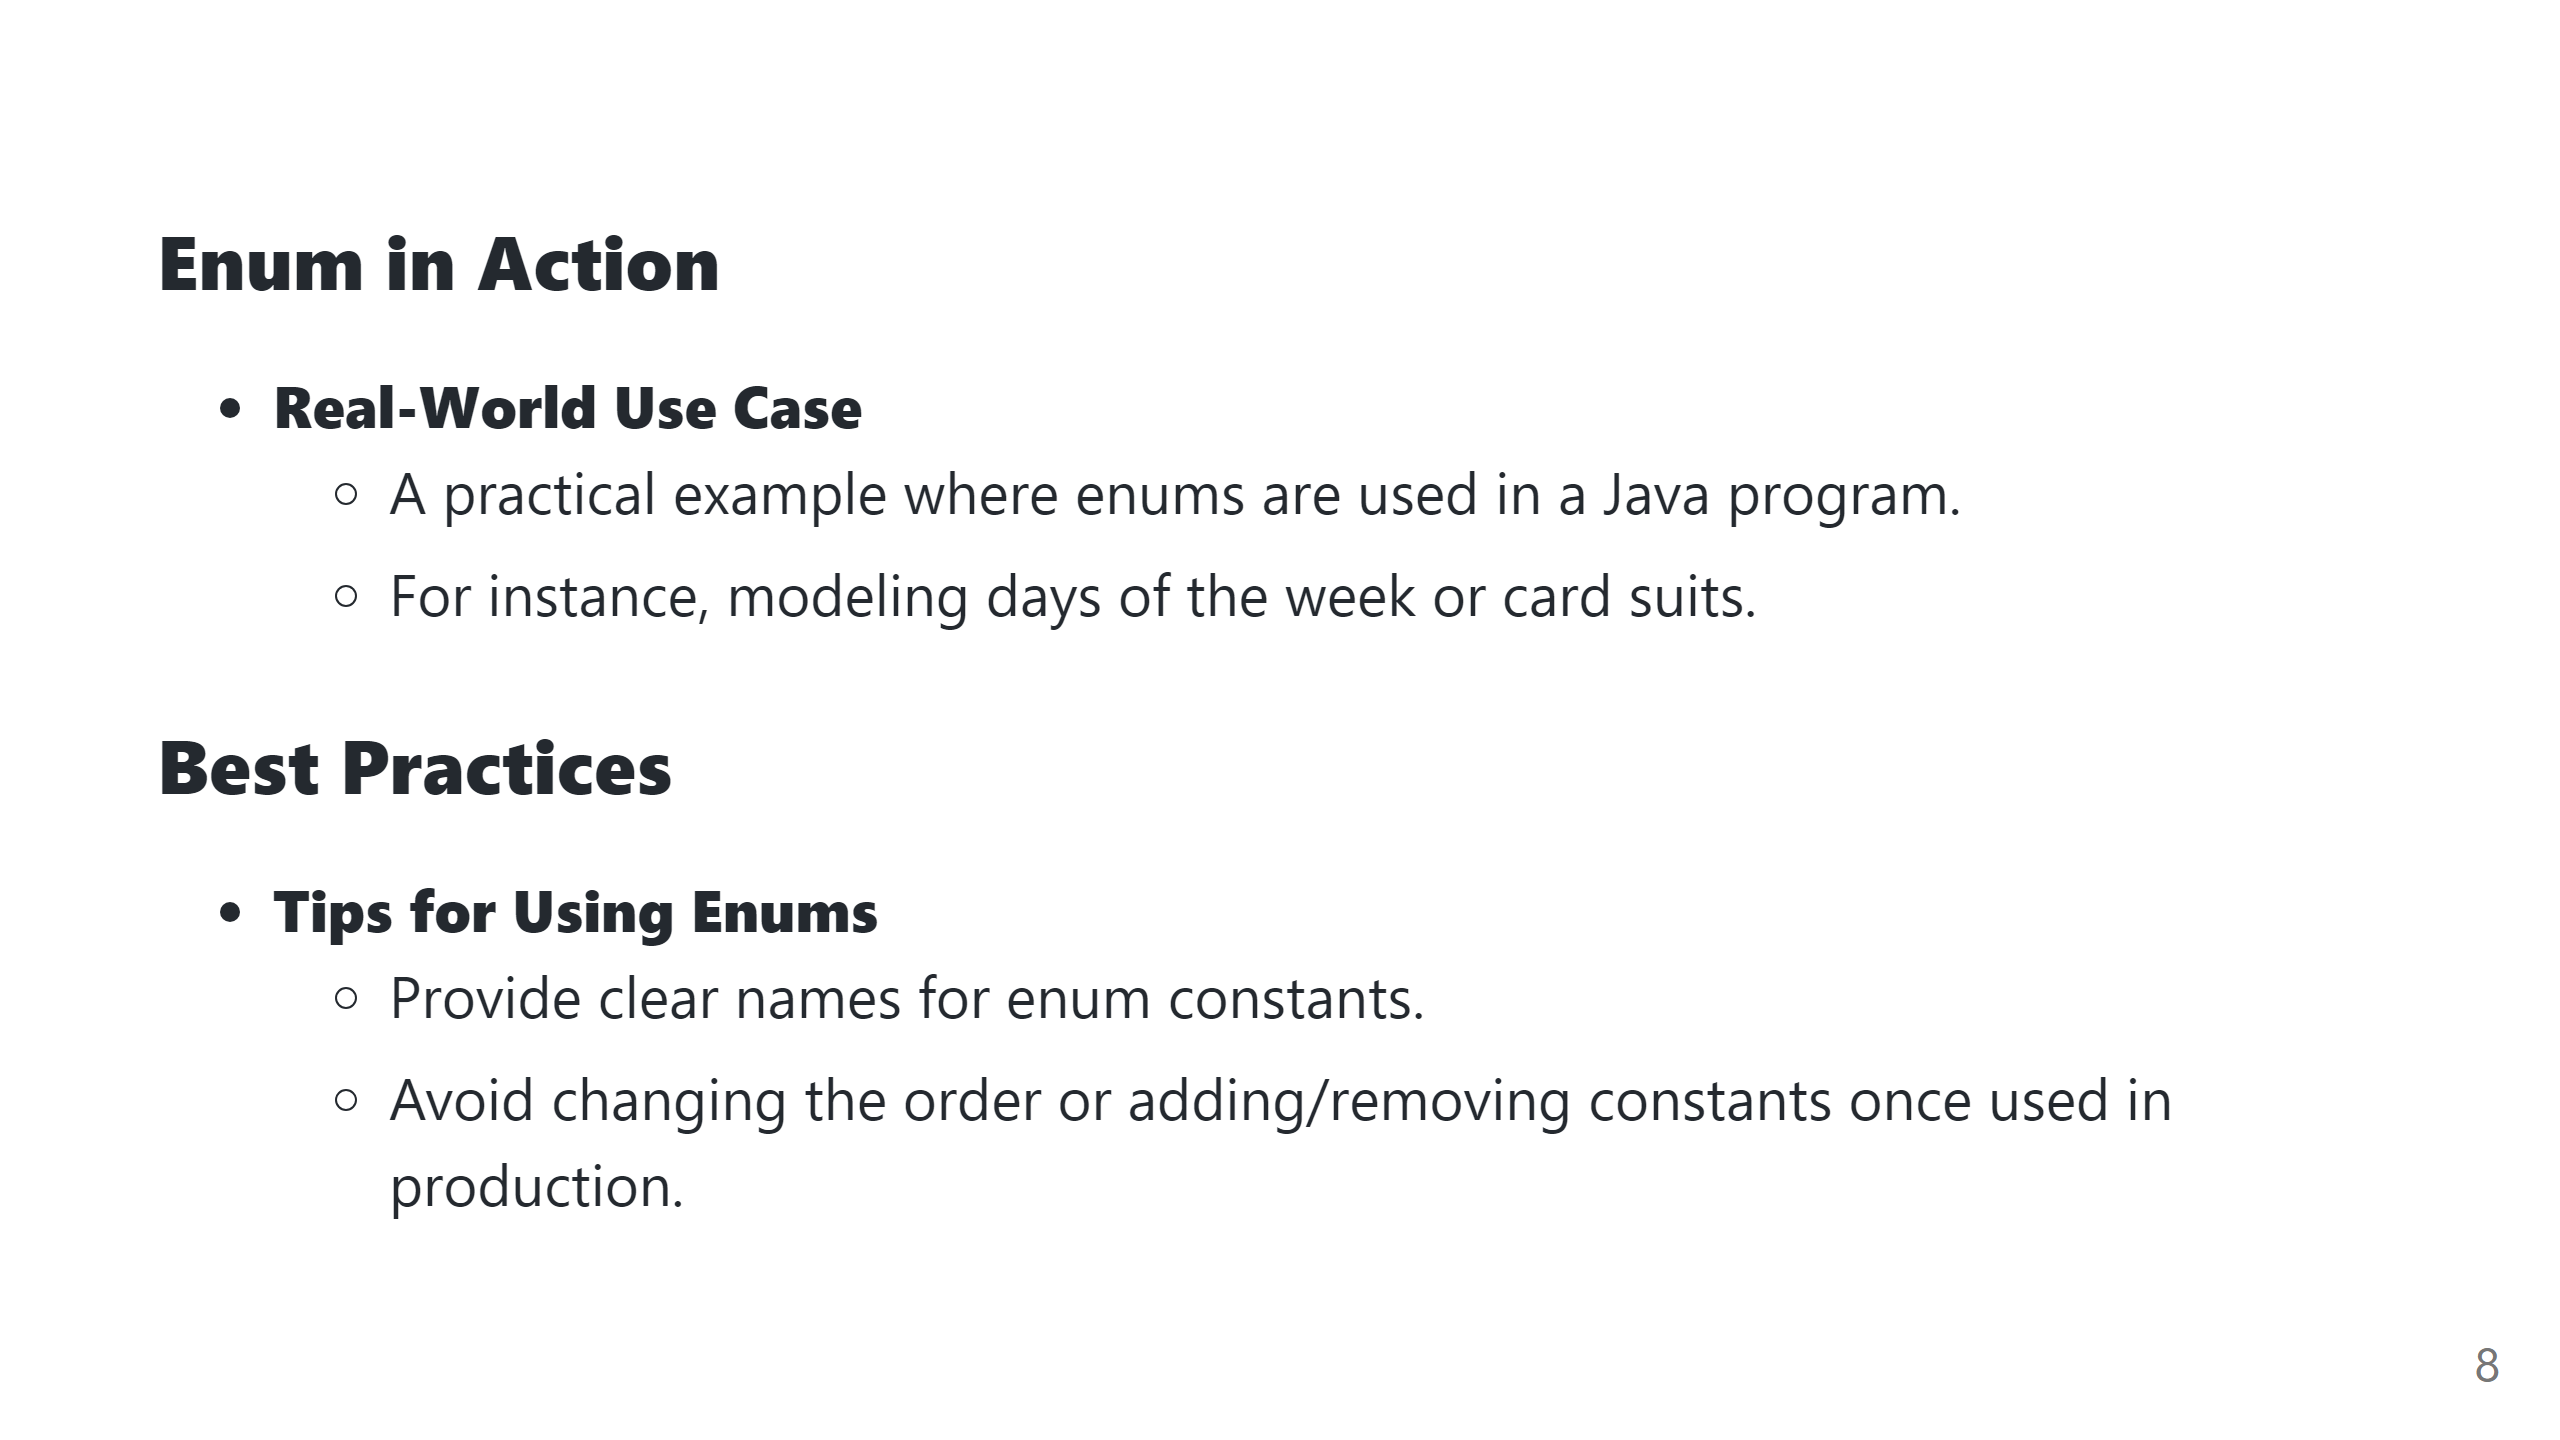 Enum in Action
• Real-World Use Case
○ A practical example where enums are used in a Java program.
○ For instance, modeling days of the week or card suits.
Best Practices
• Tips for Using Enums
○ Provide clear names for enum constants.
○ Avoid changing the order or adding/removing constants once used in
production.
8